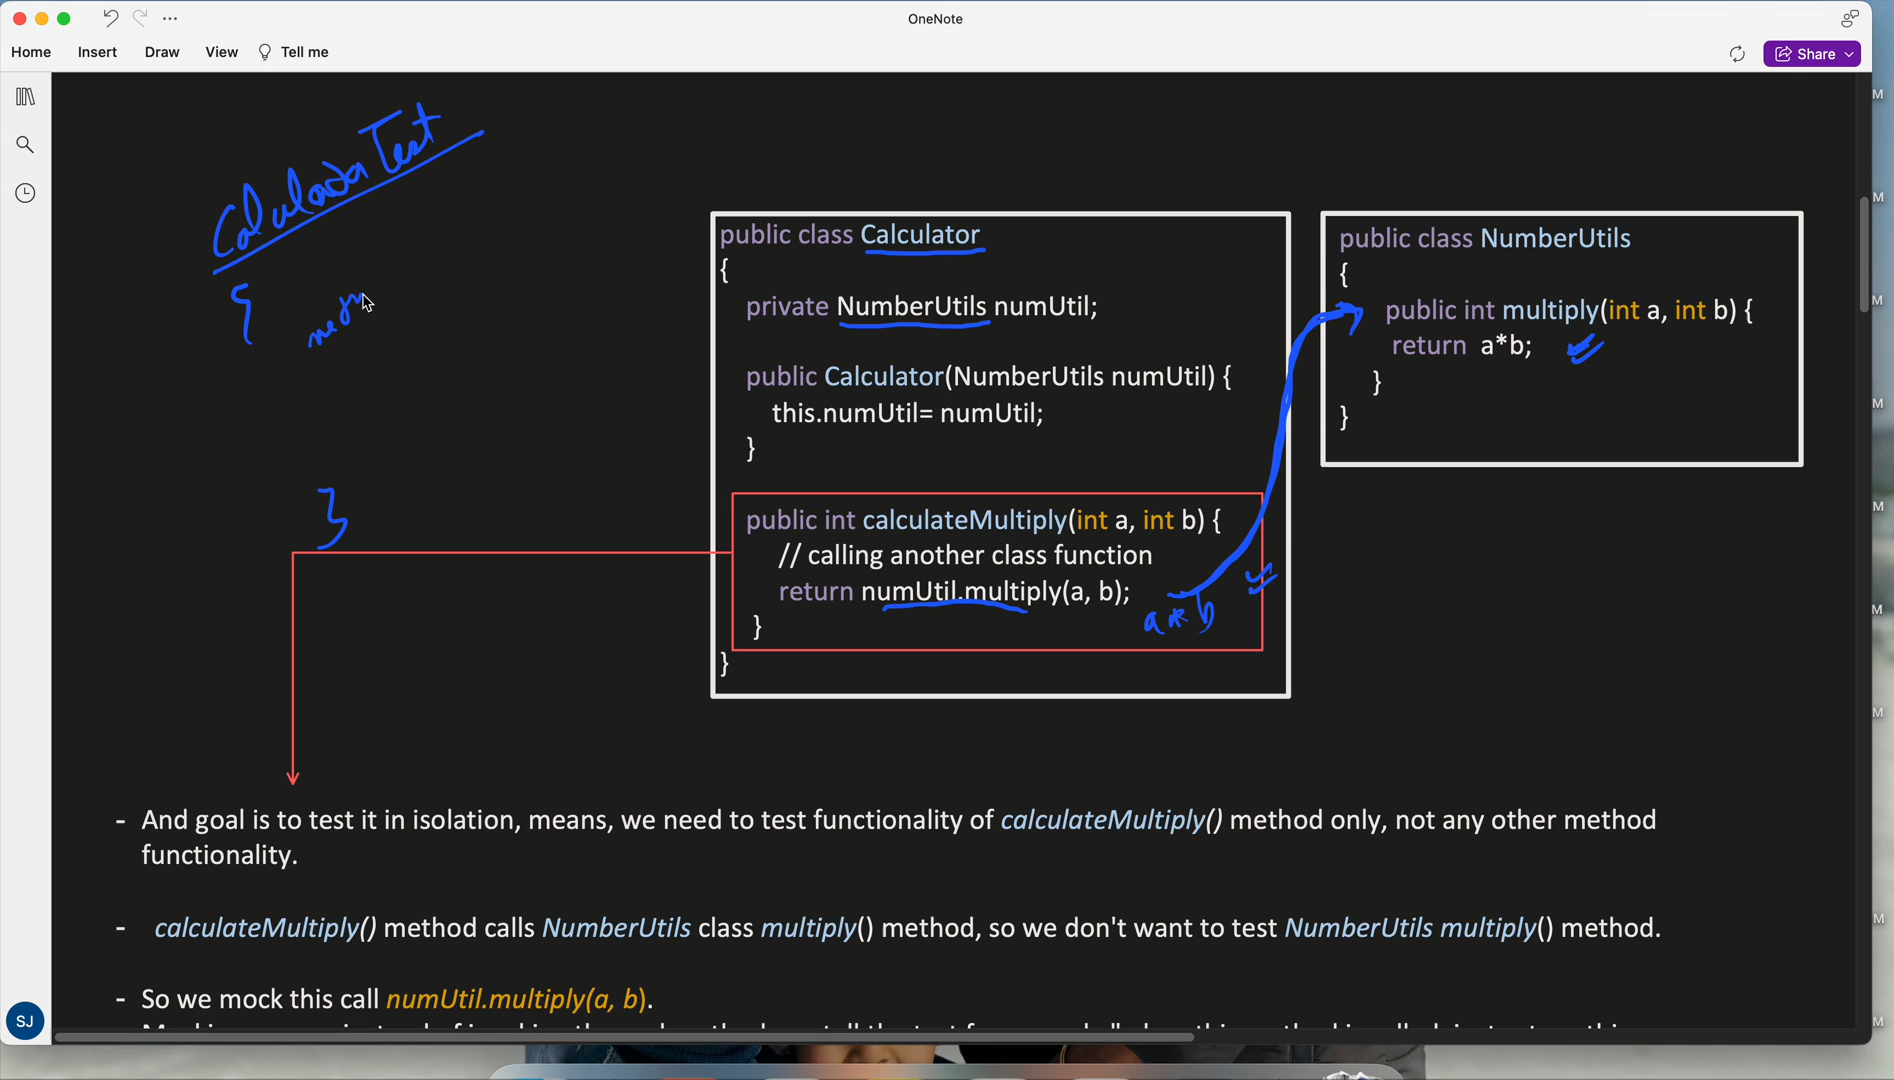 OneNote
Home Insert Draw View Tell me
Share
Calculator Test
{
}
public class Calculator
{
private NumberUtils numUtil;
public Calculator(NumberUtils numUtil) {
this.numUtil= numUtil;
}
public int calculateMultiply(int a, int b) {
// calling another class function
return numUtil.multiply(a, b);
a * b
}
}
public class NumberUtils
{
public int multiply(int a, int b) {
return a*b;
}
}
- And goal is to test it in isolation, means, we need to test functionality of calculateMultiply() method only, not any other method
functionality.
- calculateMultiply() method calls NumberUtils class multiply() method, so we don't want to test NumberUtils multiply() method.
- So we mock this call numUtil.multiply(a, b).
SJ
M
M
M
M
M
M
M
M
M